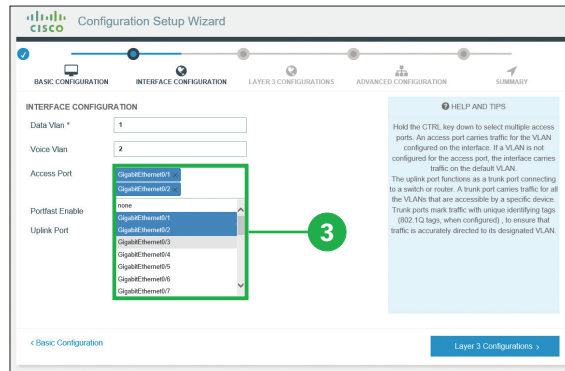 CISCO
Configuration Setup Wizard
BASIC CONFIGURATION
INTERFACE CONFIGURATION
LAYER 3 CONFIGURATIONS
ADVANCED CONFIGURATION
SUMMARY
INTERFACE CONFIGURATION
Data Vlan *
1
Voice Vlan
2
Access Port
GigabitEthernet0/1 ×
GigabitEthernet0/2 ×
none
GigabitEthernet0/1
GigabitEthernet0/2
GigabitEthernet0/3
GigabitEthernet0/4
GigabitEthernet0/5
GigabitEthernet0/6
GigabitEthernet0/7
Portfast Enable
Uplink Port
3
HELP AND TIPS
Hold the CTRL key down to select multiple access
ports. An access port carries traffic for the VLAN
configured on the interface. If a VLAN is not
configured for the access port, the interface carries
traffic on the default VLAN.
The uplink port functions as a trunk port connecting
to a switch or router. A trunk port carries traffic for all
the VLANs that are accessible by a specific device.
Trunk ports mark traffic with unique identifying tags
(802.1Q tags, when configured) , to ensure that
traffic is accurately directed to its designated VLAN.
< Basic Configuration
Layer 3 Configurations >